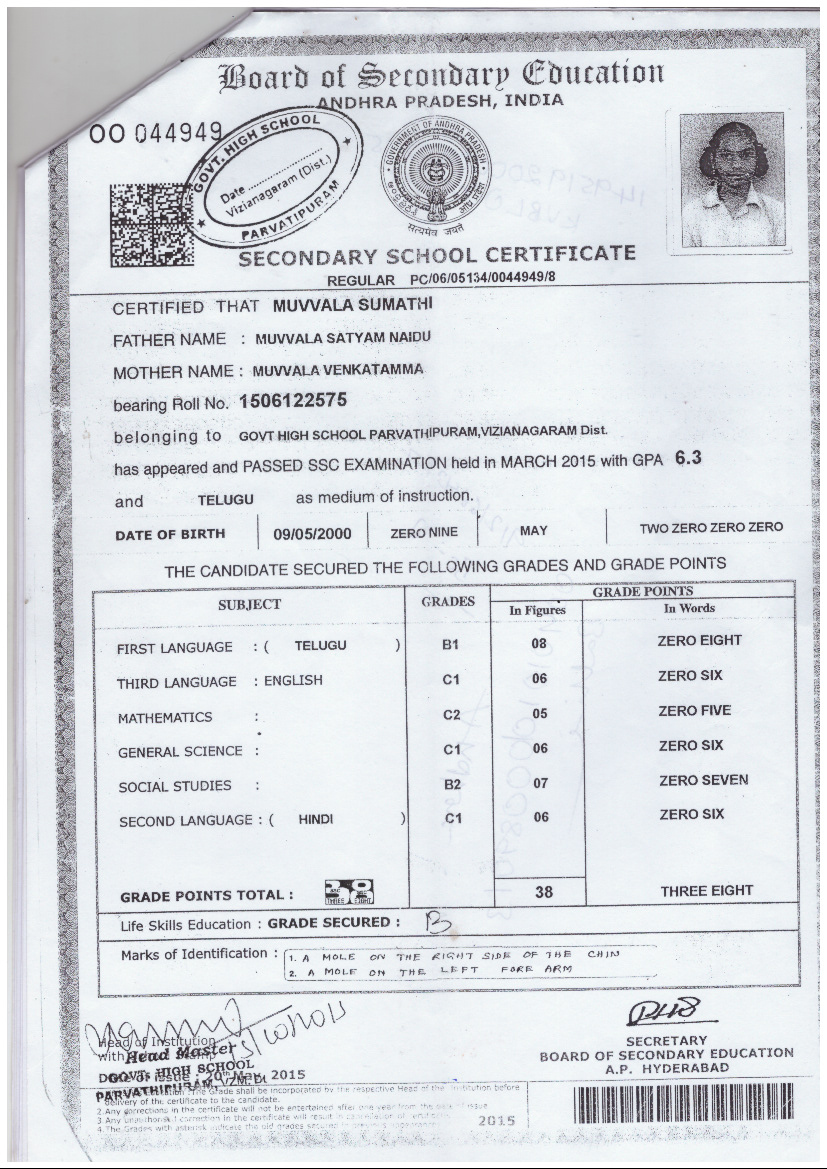 Board of Secondary Education
ANDHRA PRADESH, INDIA
OO 044949
GOVT. HIGH SCHOOL
Date ....................
Vizianagaram (Dist.)
PARVATIPURAM
GOVERNMENT OF ANDHRA PRADESH
सत्यमेव जयते
SECONDARY SCHOOL CERTIFICATE
REGULAR PC/06/05134/0044949/8
CERTIFIED THAT MUVVALA SUMATHI
FATHER NAME : MUVVALA SATYAM NAIDU
MOTHER NAME : MUVVALA VENKATAMMA
bearing Roll No. 1506122575
belonging to GOVT HIGH SCHOOL PARVATHIPURAM,VIZIANAGARAM Dist.
has appeared and PASSED SSC EXAMINATION held in MARCH 2015 with GPA 6.3
and TELUGU as medium of instruction.
DATE OF BIRTH 09/05/2000 ZERO NINE MAY TWO ZERO ZERO ZERO
THE CANDIDATE SECURED THE FOLLOWING GRADES AND GRADE POINTS
SUBJECT GRADES GRADE POINTS
In Figures In Words
FIRST LANGUAGE : ( TELUGU ) B1 08 ZERO EIGHT
THIRD LANGUAGE : ENGLISH C1 06 ZERO SIX
MATHEMATICS : C2 05 ZERO FIVE
GENERAL SCIENCE : C1 06 ZERO SIX
SOCIAL STUDIES : B2 07 ZERO SEVEN
SECOND LANGUAGE : ( HINDI ) C1 06 ZERO SIX
GRADE POINTS TOTAL : 38 THREE EIGHT 38 THREE EIGHT
Life Skills Education : GRADE SECURED : B
Marks of Identification : 1. A MOLE ON THE RIGHT SIDE OF THE CHIN
2. A MOLE ON THE LEFT FORE ARM
Head of Institution
with
Head Master
GOVT. HIGH SCHOOL
PARVATHIPURAM, VZM. Dt
Date of Issue : 20th May, 2015
SECRETARY
BOARD OF SECONDARY EDUCATION
A.P. HYDERABAD
The Grade shall be incorporated by the respective Head of the Institution before
delivery of the certificate to the candidate.
2. Any corrections in the certificate will not be entertained after one year from the date of issue
3. Any unauthorised correction in the certificate will result in cancellation of certificate
4. The Grades with asterisk indicate the old grades secured in previous
2015